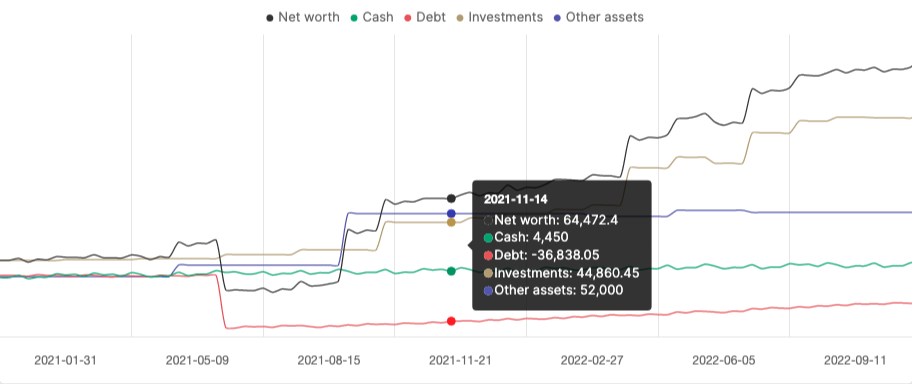 Net worth Cash Debt Investments Other assets
2021-11-14
Net worth: 64,472.4
Cash: 4,450
Debt: -36,838.05
Investments: 44,860.45
Other assets: 52,000
2021-01-31 2021-05-09 2021-08-15 2021-11-21 2022-02-27 2022-06-05 2022-09-11